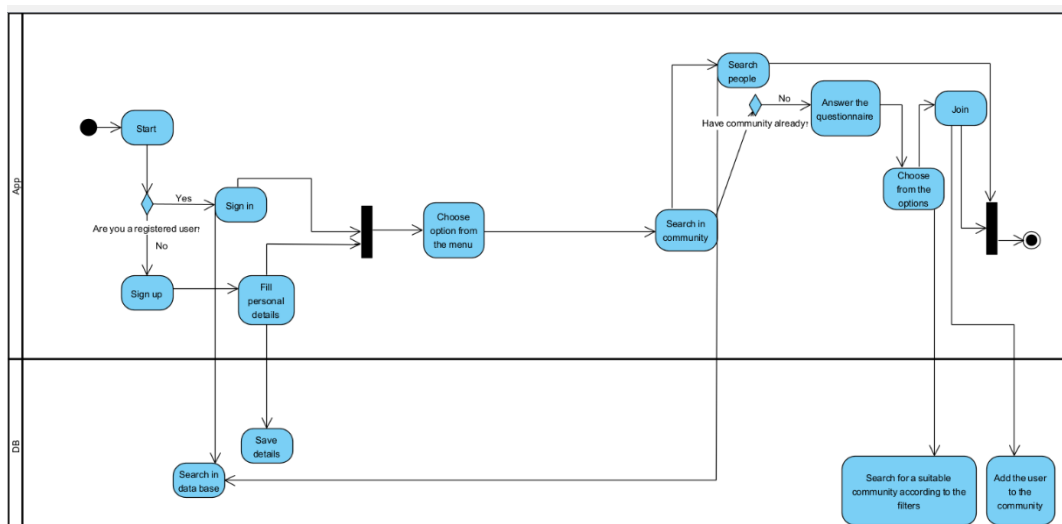 App
Start
Yes
Are you a registered user?
No
Sign in
Sign up
Fill
personal
details
Choose
option from
the menu
Search in
community
Search
people
No
Have community already?
Answer the
questionnaire
Choose
from the
options
Join
DB
Save
details
Search in
data base
Search for a suitable
community according to the
filters
Add the user
to the
community